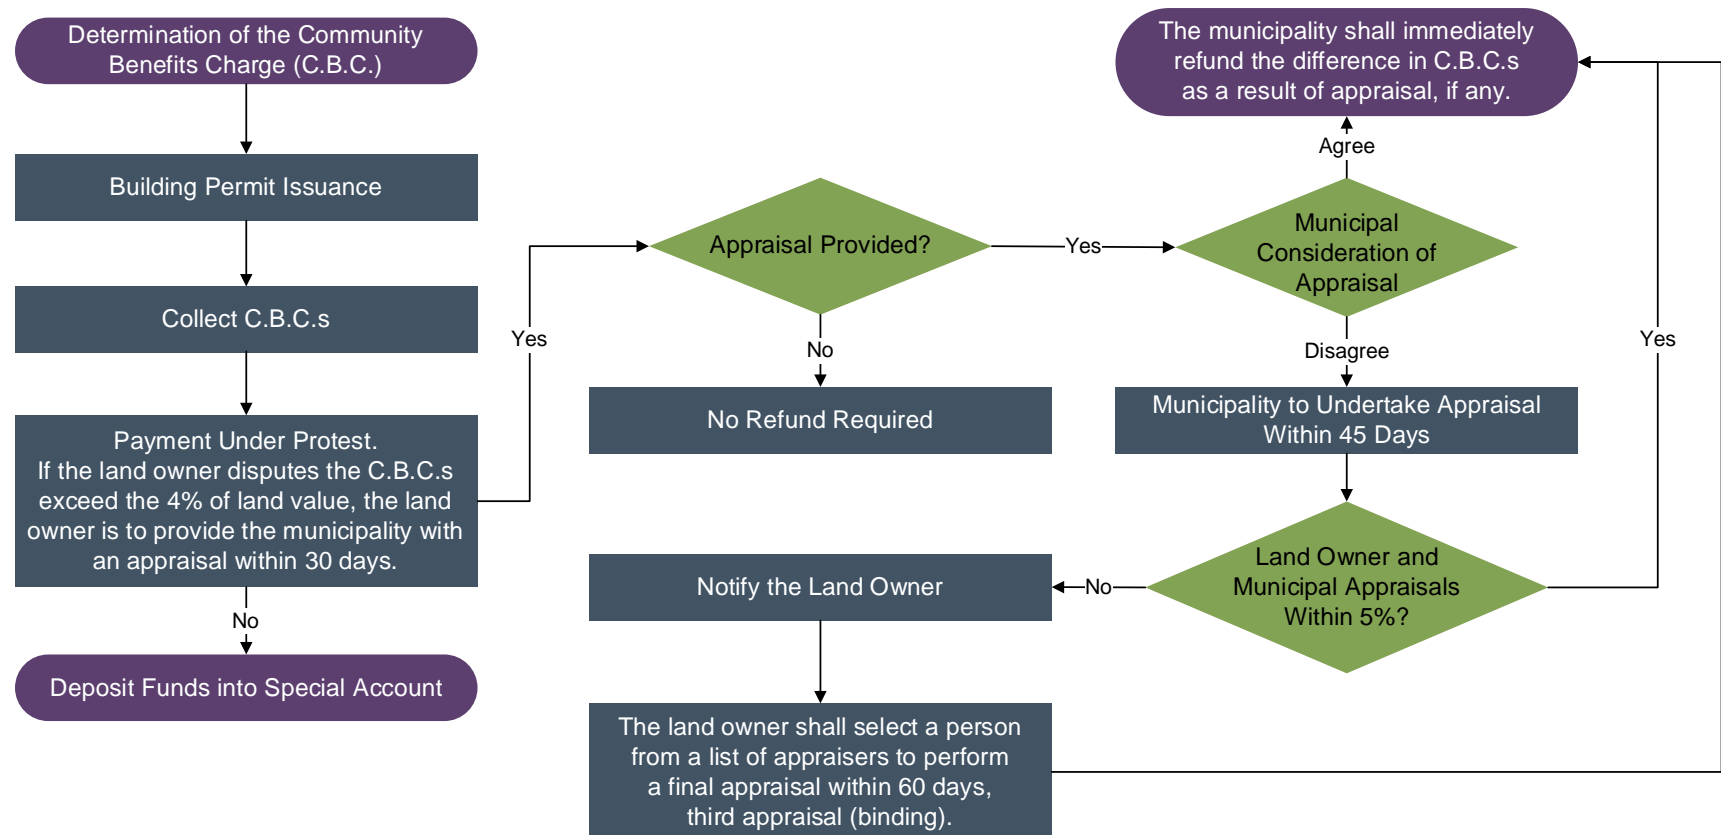 Determination of the Community
Benefits Charge (C.B.C.)
Building Permit Issuance
Collect C.B.C.s
Payment Under Protest.
If the land owner disputes the C.B.C.s
exceed the 4% of land value, the land
owner is to provide the municipality with
an appraisal within 30 days.
No
Deposit Funds into Special Account
Yes
Appraisal Provided?
No
No Refund Required
Yes
Municipal
Consideration of
Appraisal
Agree
The municipality shall immediately
refund the difference in C.B.C.s
as a result of appraisal, if any.
Disagree
Municipality to Undertake Appraisal
Within 45 Days
Land Owner and
Municipal Appraisals
Within 5%?
Yes
No
Notify the Land Owner
The land owner shall select a person
from a list of appraisers to perform
a final appraisal within 60 days,
third appraisal (binding).